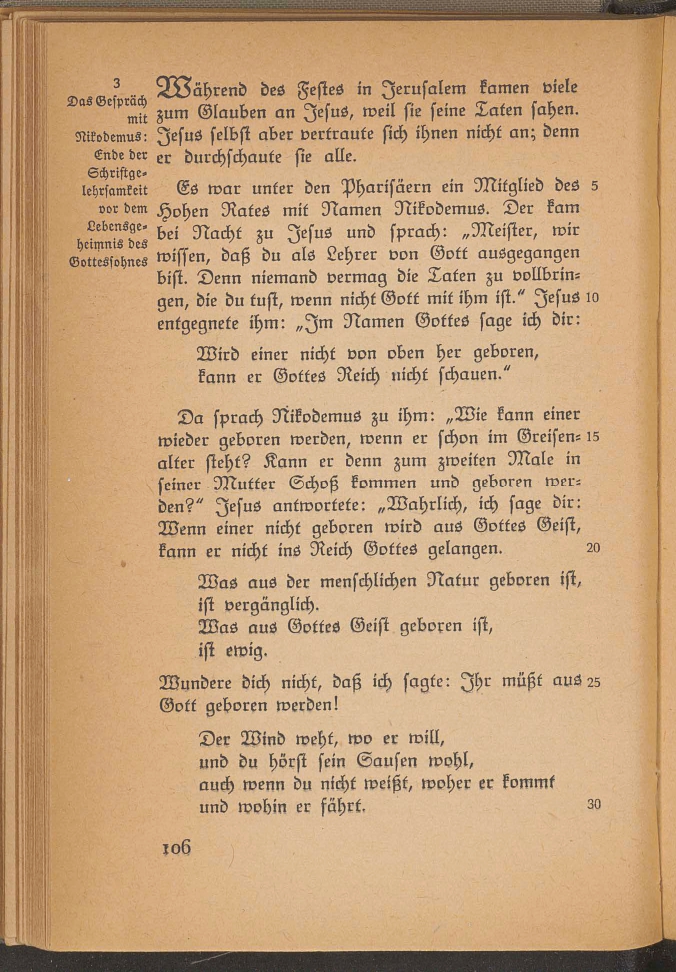 3
Das Gespräch
mit
Nikodemus:
Ende der
Schriftge-
lehrsamkeit
vor dem
Lebensge-
heimnis des
Gottessohnes
Während des Festes in Jerusalem kamen viele
zum Glauben an Jesus, weil sie seine Taten sahen.
Jesus selbst aber vertraute sich ihnen nicht an; denn
er durchschaute sie alle.
Es war unter den Pharisäern ein Mitglied des 5
Hohen Rates mit Namen Nikodemus. Der kam
bei Nacht zu Jesus und sprach: „Meister, wir
wissen, daß du als Lehrer von Gott ausgegangen
bist. Denn niemand vermag die Taten zu vollbrin-
gen, die du tust, wenn nicht Gott mit ihm ist.“ Jesus 10
entgegnete ihm: „Im Namen Gottes sage ich dir:
Wird einer nicht von oben her geboren,
kann er Gottes Reich nicht schauen.“
Da sprach Nikodemus zu ihm: „Wie kann einer
wieder geboren werden, wenn er schon im Greisen- 15
alter steht? Kann er denn zum zweiten Male in
seiner Mutter Schoß kommen und geboren wer-
den?“ Jesus antwortete: „Wahrlich, ich sage dir:
Wenn einer nicht geboren wird aus Gottes Geist,
kann er nicht ins Reich Gottes gelangen. 20
Was aus der menschlichen Natur geboren ist,
ist vergänglich.
Was aus Gottes Geist geboren ist,
ist ewig.
Wundere dich nicht, daß ich sagte: Ihr müßt aus 25
Gott geboren werden!
Der Wind weht, wo er will,
und du hörst sein Sausen wohl,
auch wenn du nicht weißt, woher er kommt
und wohin er fährt. 30
106